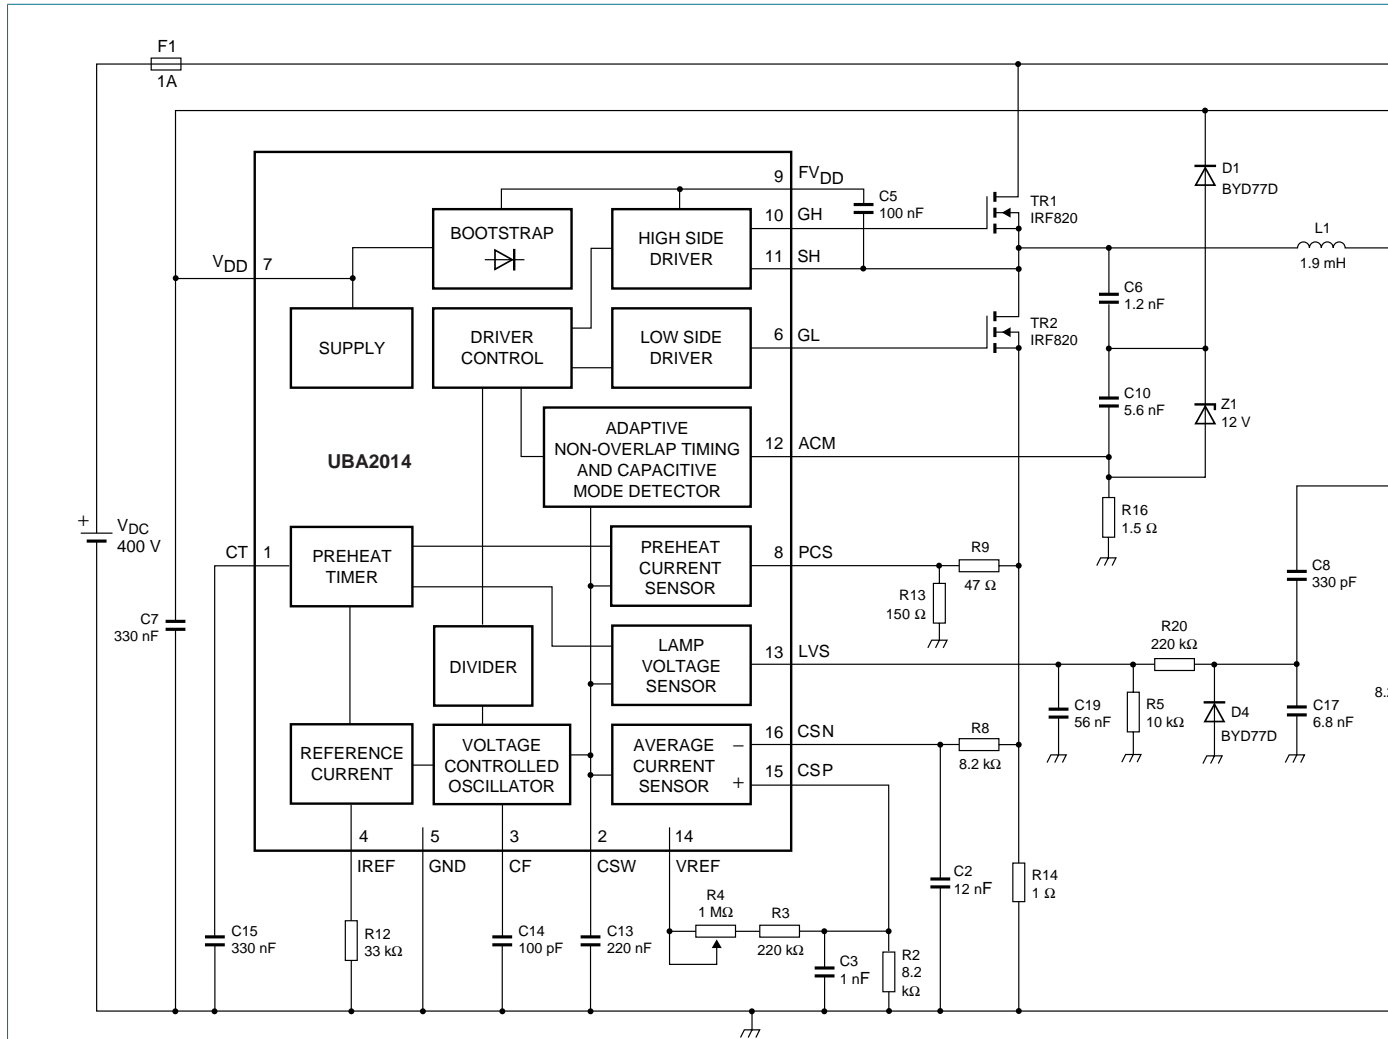 F1
1A
D1
BYD77D
9 FVDD
C5
100 nF
10 GH
TR1
IRF820
BOOTSTRAP
HIGH SIDE
DRIVER
L1
1.9 mH
VDD 7
11 SH
C6
1.2 nF
SUPPLY
DRIVER
CONTROL
LOW SIDE
DRIVER
6 GL
TR2
IRF820
C10
5.6 nF
Z1
12 V
ADAPTIVE
NON-OVERLAP TIMING
AND CAPACITIVE
MODE DETECTOR
12 ACM
UBA2014
R16
1.5 Ω
+
VDC
400 V
CT 1
PREHEAT
TIMER
PREHEAT
CURRENT
SENSOR
8 PCS
R9
47 Ω
C8
330 pF
R13
150 Ω
C7
330 nF
R20
220 kΩ
DIVIDER
LAMP
VOLTAGE
SENSOR
13 LVS
C19
56 nF
R5
10 kΩ
D4
BYD77D
C17
6.8 nF
REFERENCE
CURRENT
VOLTAGE
CONTROLLED
OSCILLATOR
AVERAGE
CURRENT
SENSOR
−
+
16 CSN
15 CSP
R8
8.2 kΩ
4 5 3 2 14
IREF GND CF CSW VREF
C2
12 nF
R14
1 Ω
R4
1 MΩ
R3
220 kΩ
C15
330 nF
R12
33 kΩ
C14
100 pF
C13
220 nF
C3
1 nF
R2
8.2
kΩ